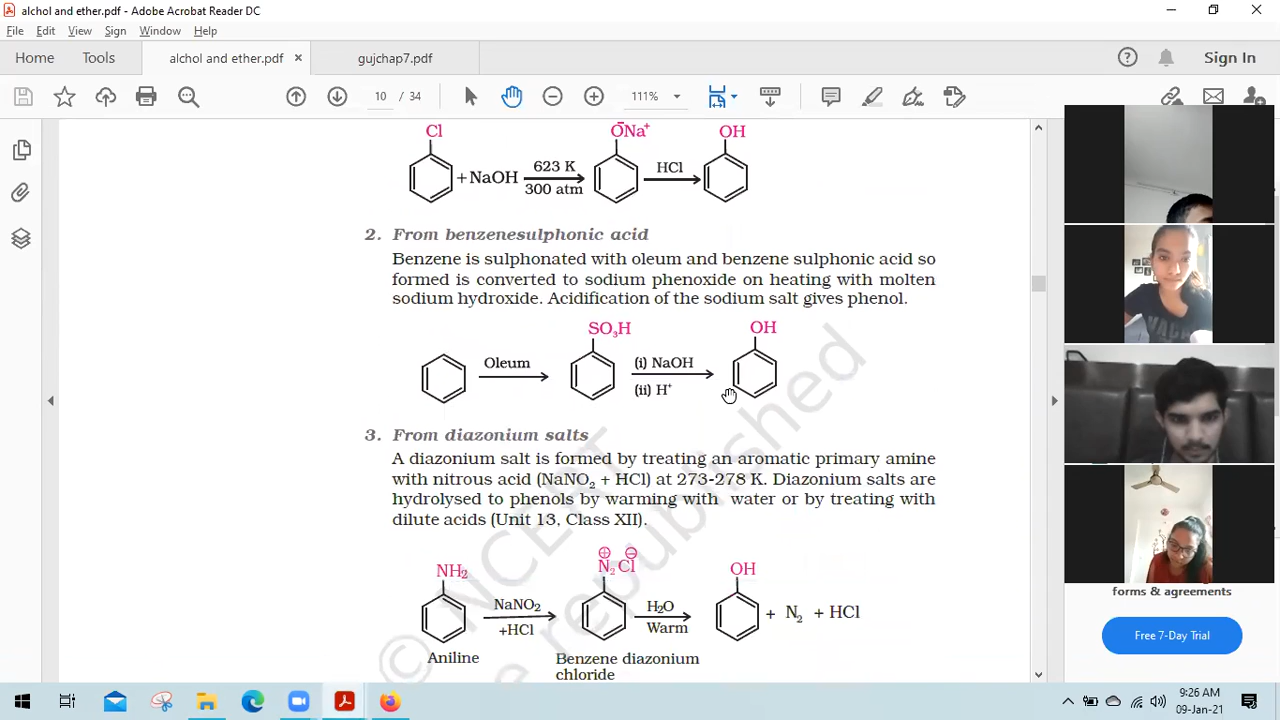 alchol and ether.pdf - Adobe Acrobat Reader DC
File Edit View Sign Window Help
Home Tools alchol and ether.pdf × gujchap7.pdf Sign In
10 / 34 111%
Cl ŌNa⁺ OH
+ NaOH 623 K HCl
300 atm
2. From benzenesulphonic acid
Benzene is sulphonated with oleum and benzene sulphonic acid so
formed is converted to sodium phenoxide on heating with molten
sodium hydroxide. Acidification of the sodium salt gives phenol.
SO₃H OH
Oleum (i) NaOH
(ii) H⁺
3. From diazonium salts
A diazonium salt is formed by treating an aromatic primary amine
with nitrous acid (NaNO₂ + HCl) at 273-278 K. Diazonium salts are
hydrolysed to phenols by warming with water or by treating with
dilute acids (Unit 13, Class XII).
NH₂ N₂Cl OH
⊕ ⊖
NaNO₂ H₂O + N₂ + HCl
+HCl Warm
Aniline Benzene diazonium
chloride
© NCERT
be republished
forms & agreements
Free 7-Day Trial
9:26 AM
09-Jan-21